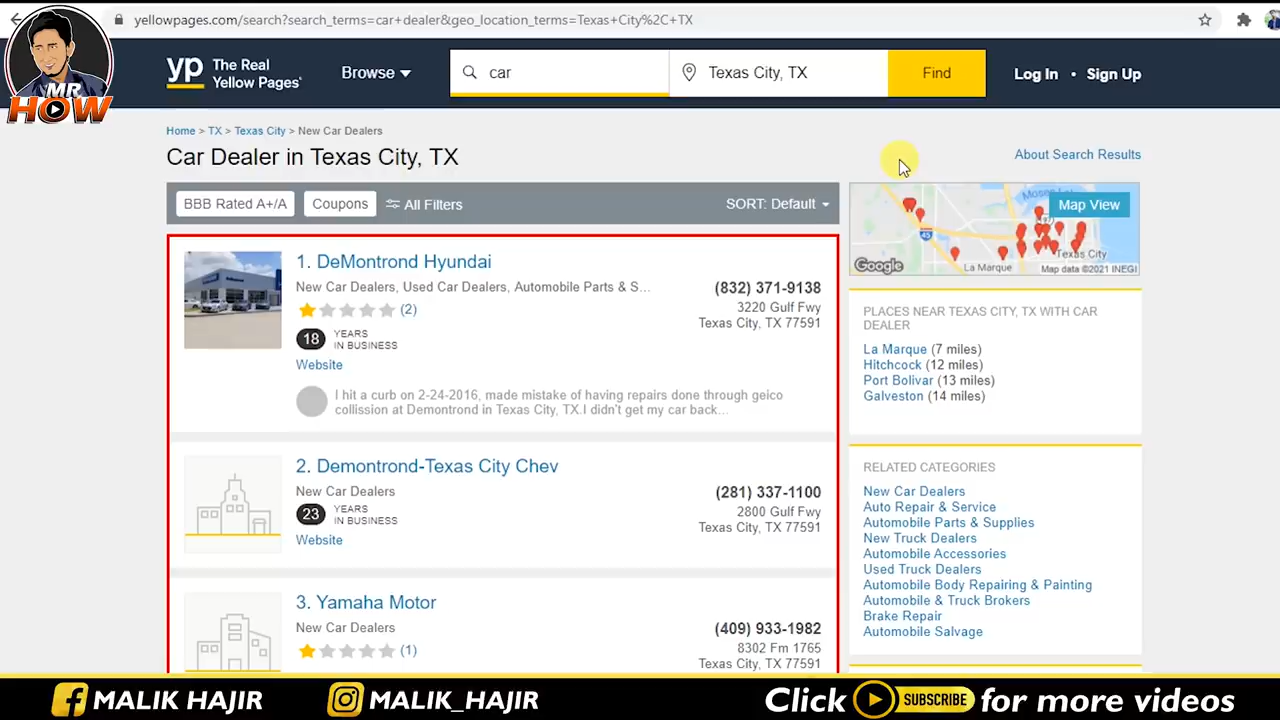 yellowpages.com/search?search_terms=car+dealer&geo_location_terms=Texas+City%2C+TX
MR
HOW
yp The Real
Yellow Pages
Browse
car
Texas City, TX
Find
Log In • Sign Up
Home > TX > Texas City > New Car Dealers
Car Dealer in Texas City, TX
About Search Results
BBB Rated A+/A
Coupons
All Filters
SORT: Default
Map View
45
Texas City
La Marque
Google
Map data ©2021 INEGI
1. DeMontrond Hyundai
New Car Dealers, Used Car Dealers, Automobile Parts & S...
(2)
18 YEARS
IN BUSINESS
Website
(832) 371-9138
3220 Gulf Fwy
Texas City, TX 77591
I hit a curb on 2-24-2016, made mistake of having repairs done through geico
collission at Demontrond in Texas City, TX.I didn't get my car back...
2. Demontrond-Texas City Chev
New Car Dealers
23 YEARS
IN BUSINESS
Website
(281) 337-1100
2800 Gulf Fwy
Texas City, TX 77591
3. Yamaha Motor
New Car Dealers
(1)
(409) 933-1982
8302 Fm 1765
Texas City, TX 77591
PLACES NEAR TEXAS CITY, TX WITH CAR
DEALER
La Marque (7 miles)
Hitchcock (12 miles)
Port Bolivar (13 miles)
Galveston (14 miles)
RELATED CATEGORIES
New Car Dealers
Auto Repair & Service
Automobile Parts & Supplies
New Truck Dealers
Automobile Accessories
Used Truck Dealers
Automobile Body Repairing & Painting
Automobile & Truck Brokers
Brake Repair
Automobile Salvage
MALIK HAJIR
MALIK_HAJIR
Click SUBSCRIBE for more videos